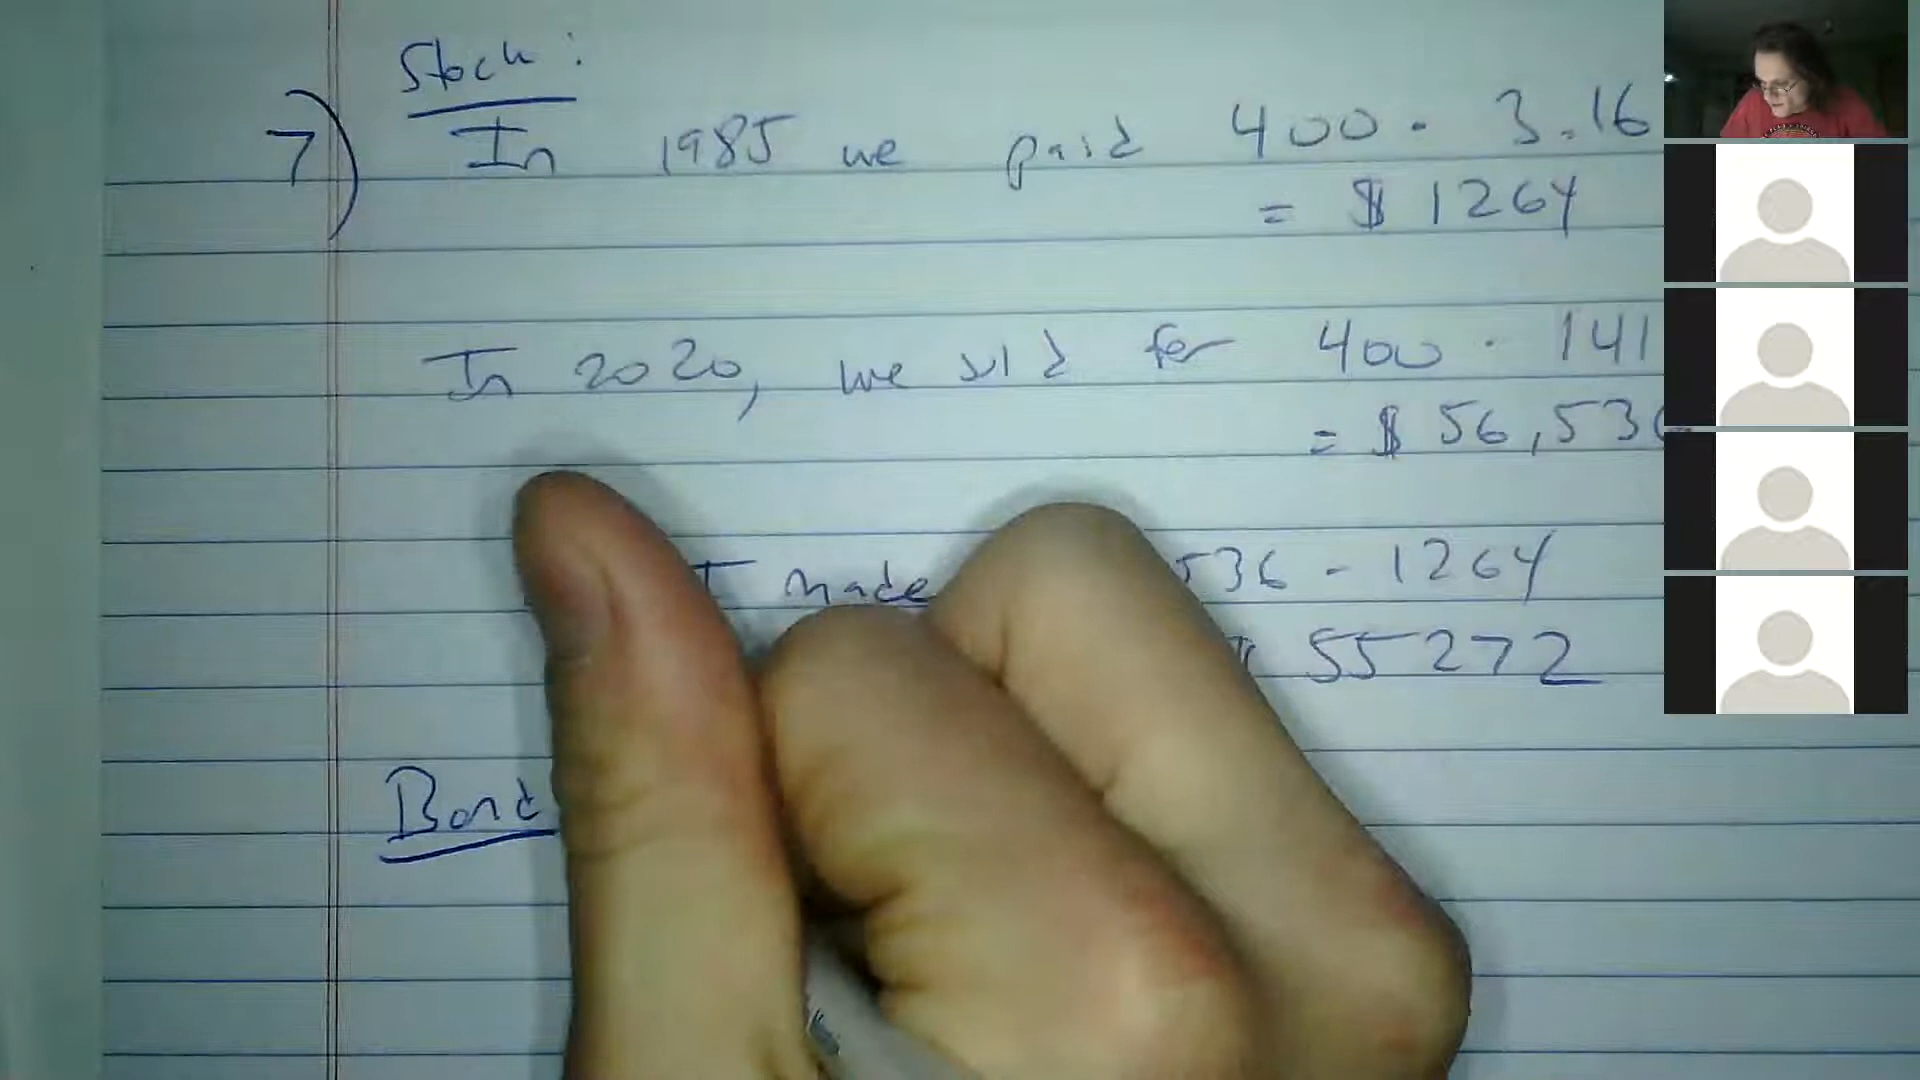 Stock:
7) In 1985 we paid 400 · 3.16
= $ 1264
In 2020, we sold for 400 · 141
= $ 56,536
I made 536 - 1264
$ 55272
Bond